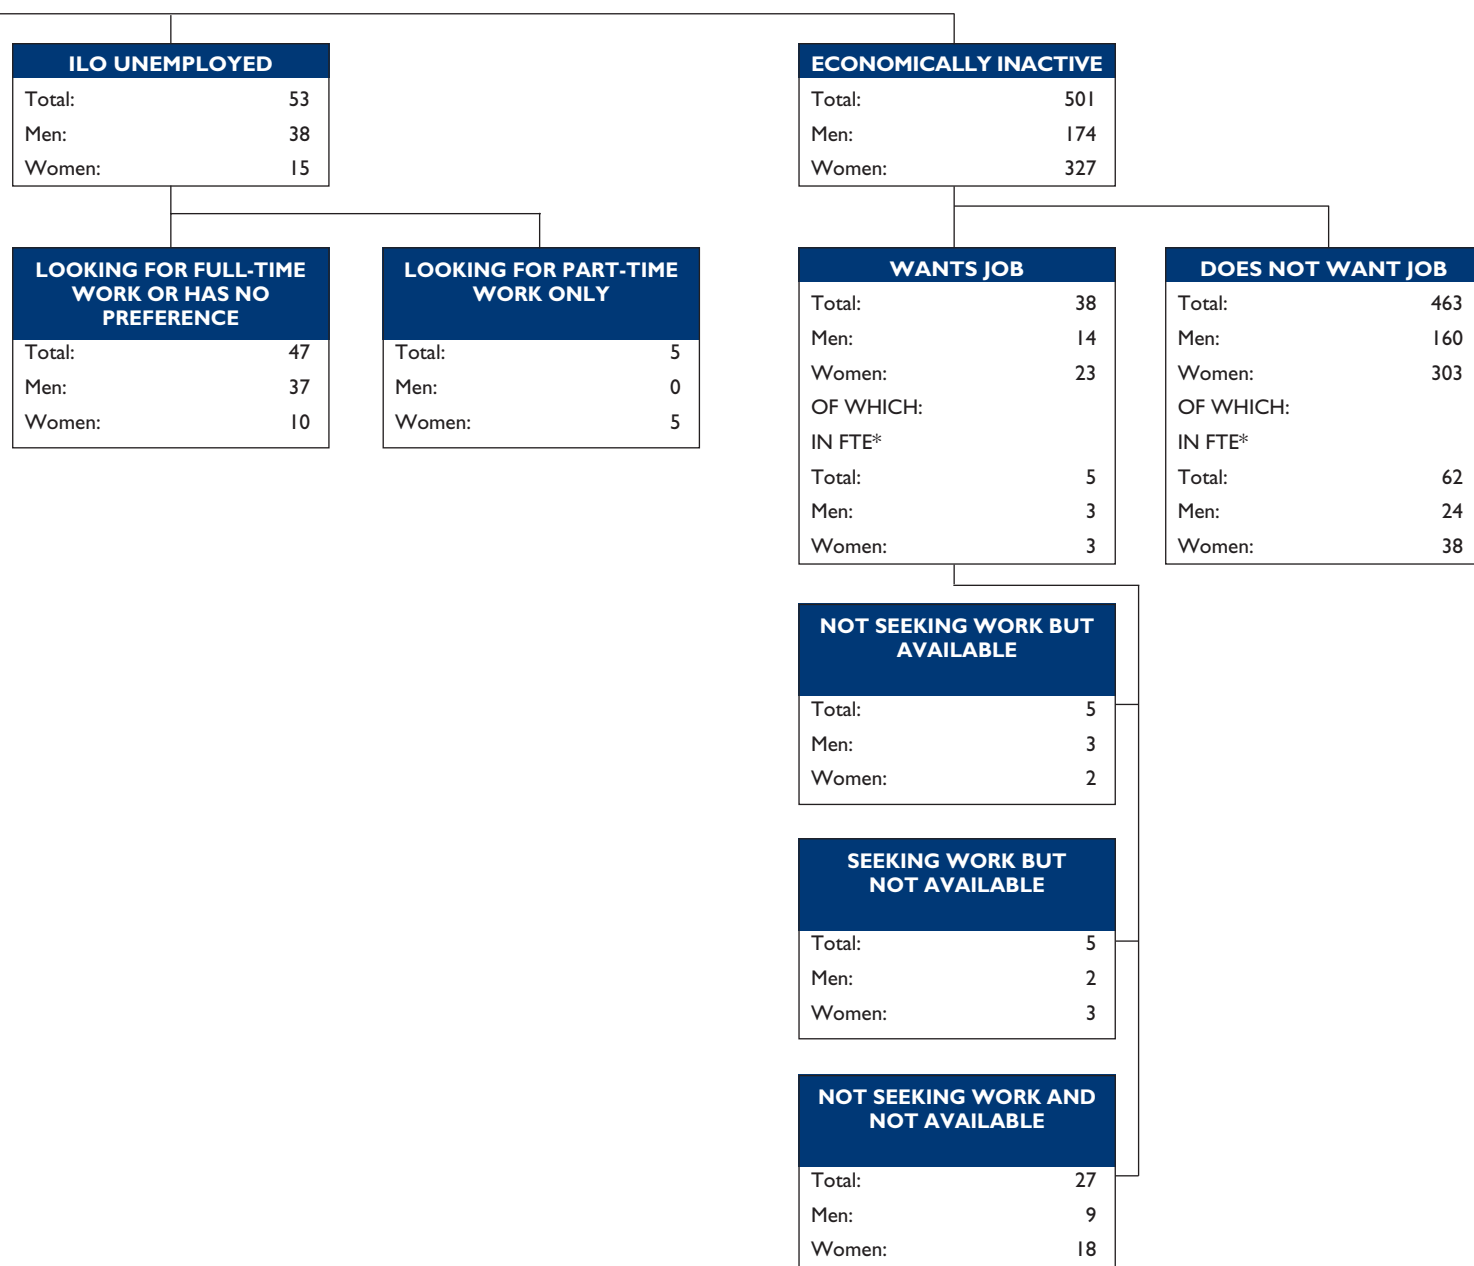 ILO UNEMPLOYED
Total: 53
Men: 38
Women: 15
ECONOMICALLY INACTIVE
Total: 501
Men: 174
Women: 327
LOOKING FOR FULL-TIME
WORK OR HAS NO
PREFERENCE
Total: 47
Men: 37
Women: 10
LOOKING FOR PART-TIME
WORK ONLY
Total: 5
Men: 0
Women: 5
WANTS JOB
Total: 38
Men: 14
Women: 23
OF WHICH:
IN FTE*
Total: 5
Men: 3
Women: 3
DOES NOT WANT JOB
Total: 463
Men: 160
Women: 303
OF WHICH:
IN FTE*
Total: 62
Men: 24
Women: 38
NOT SEEKING WORK BUT
AVAILABLE
Total: 5
Men: 3
Women: 2
SEEKING WORK BUT
NOT AVAILABLE
Total: 5
Men: 2
Women: 3
NOT SEEKING WORK AND
NOT AVAILABLE
Total: 27
Men: 9
Women: 18